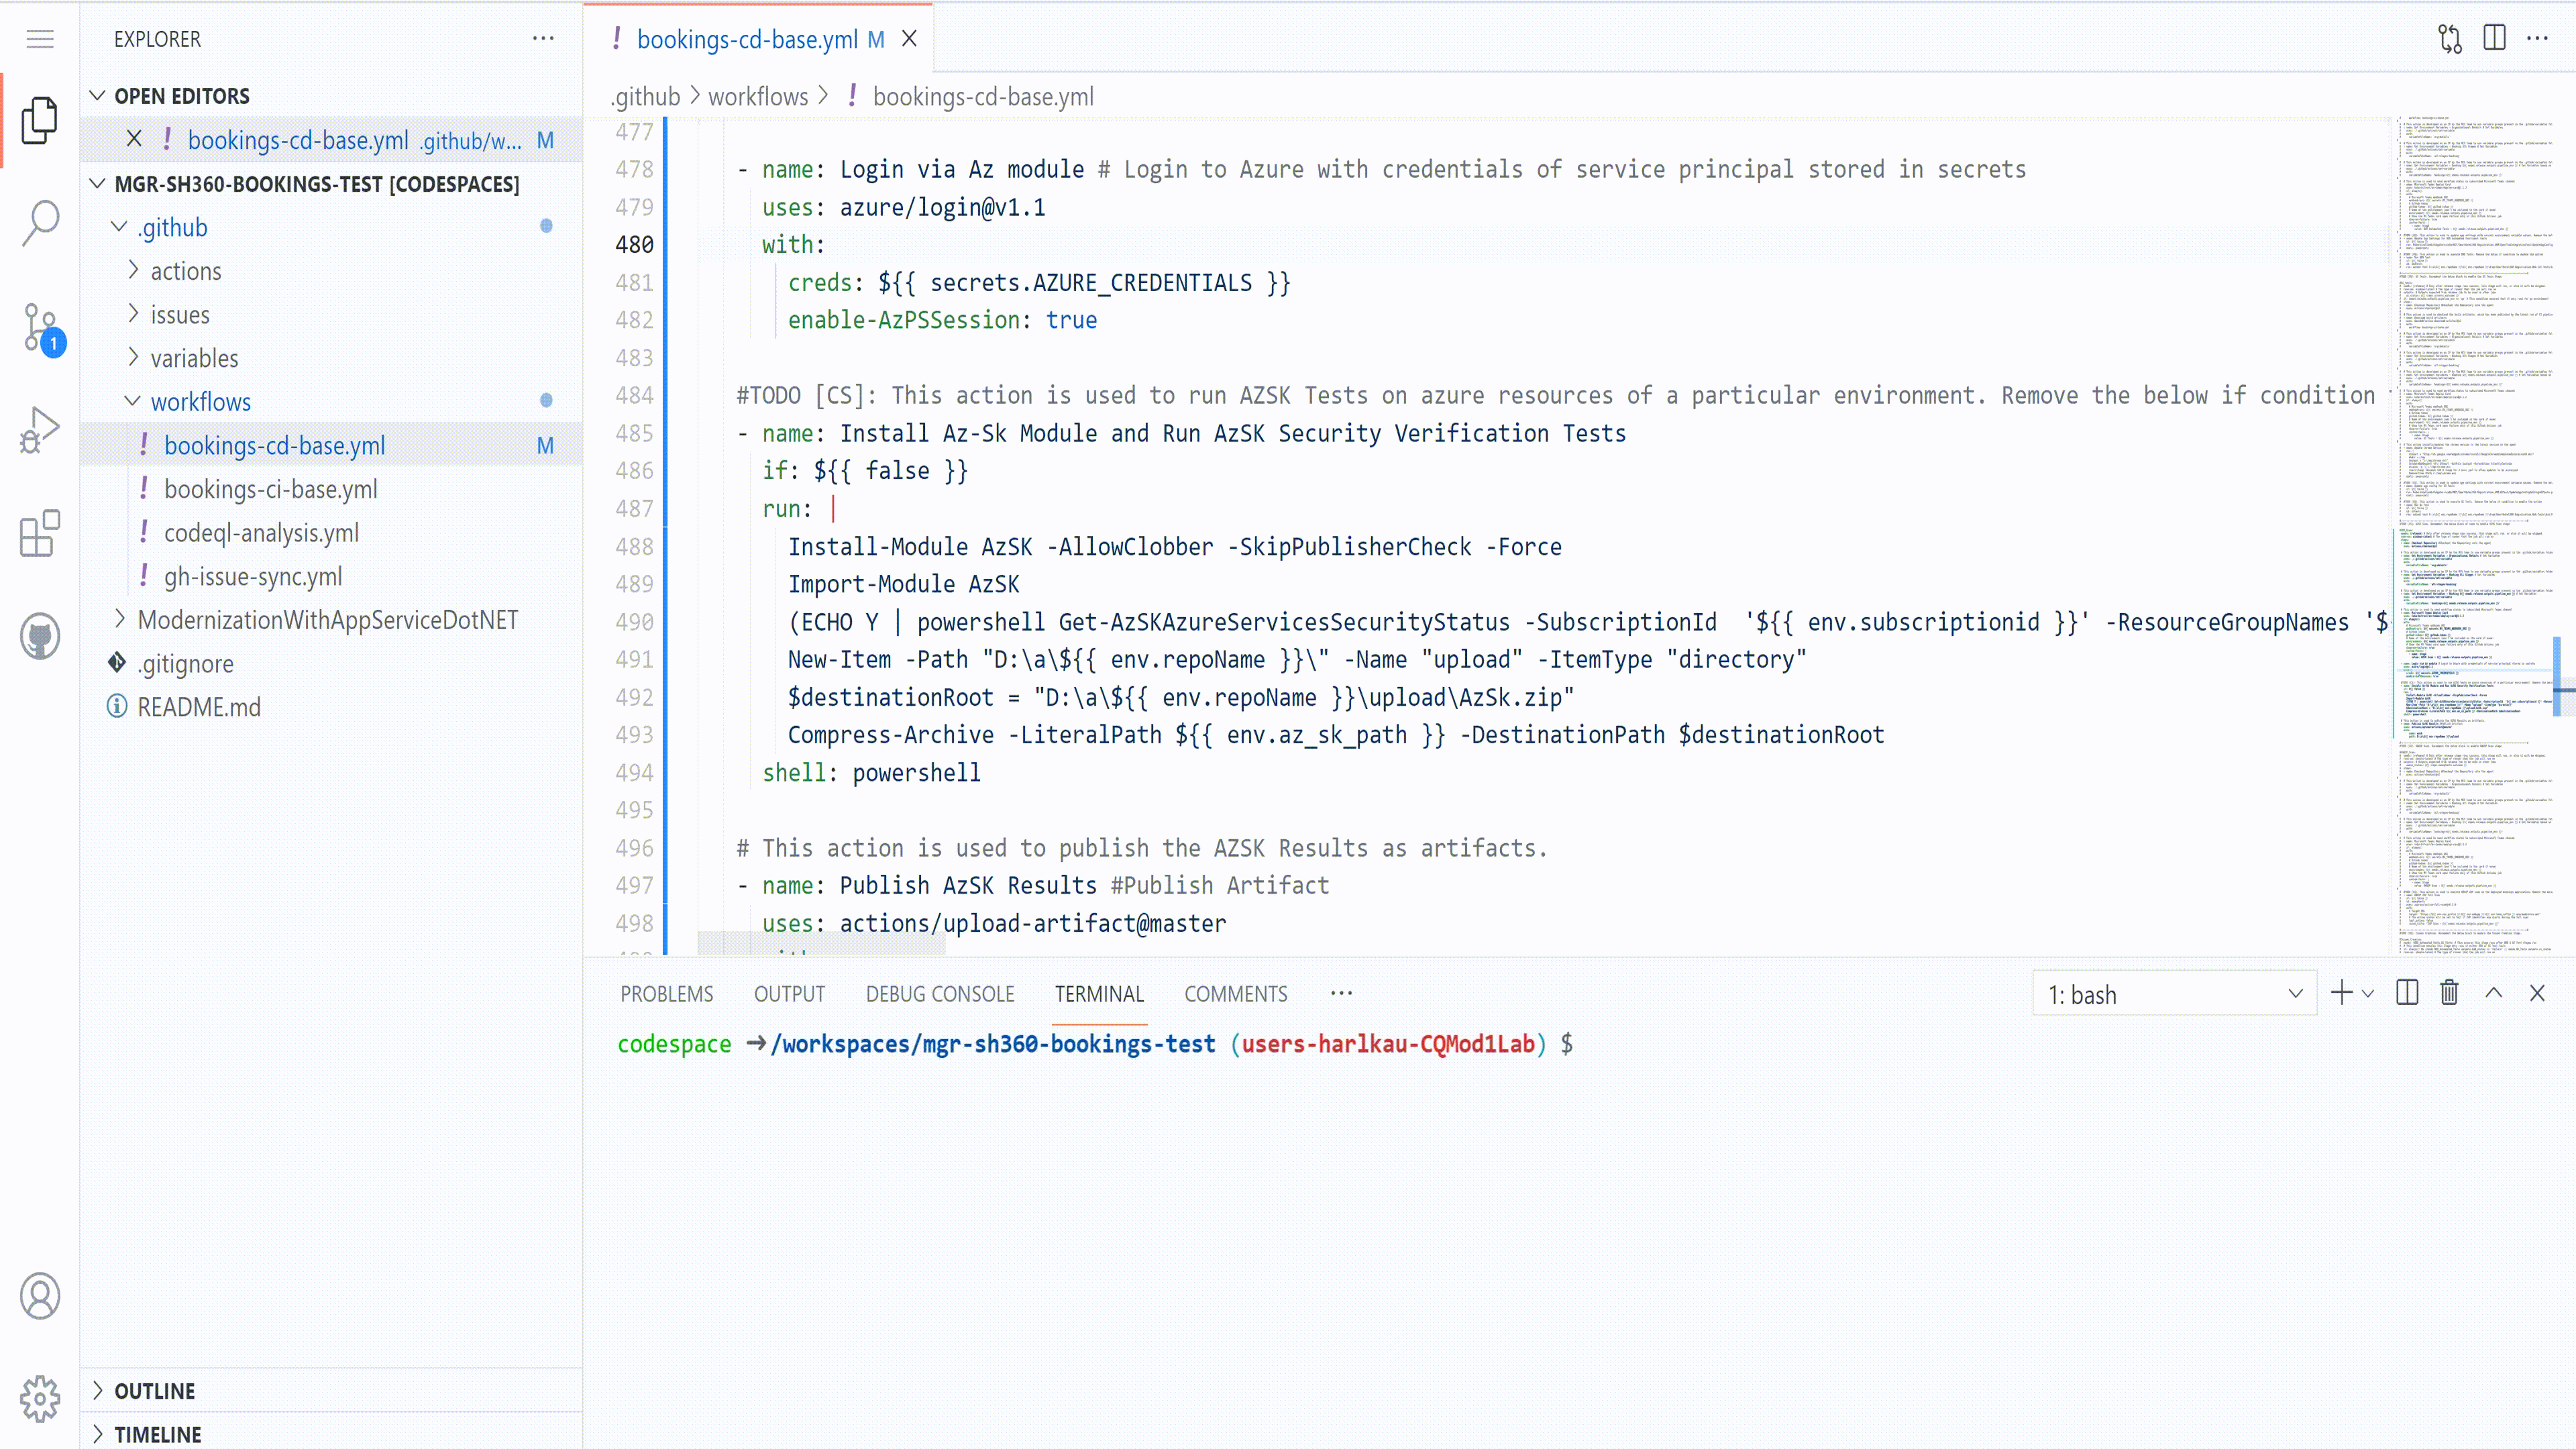 EXPLORER
OPEN EDITORS
bookings-cd-base.yml .github/w... M
MGR-SH360-BOOKINGS-TEST [CODESPACES]
.github
actions
issues
variables
workflows
bookings-cd-base.yml M
bookings-ci-base.yml
codeql-analysis.yml
gh-issue-sync.yml
ModernizationWithAppServiceDotNET
.gitignore
README.md
OUTLINE
TIMELINE
1
bookings-cd-base.yml M
.github > workflows > ! bookings-cd-base.yml
477
478 - name: Login via Az module # Login to Azure with credentials of service principal stored in secrets
479 uses: azure/login@v1.1
480 with:
481 creds: ${{ secrets.AZURE_CREDENTIALS }}
482 enable-AzPSSession: true
483
484 #TODO [CS]: This action is used to run AZSK Tests on azure resources of a particular environment. Remove the below if condition
485 - name: Install Az-Sk Module and Run AzSK Security Verification Tests
486 if: ${{ false }}
487 run: |
488 Install-Module AzSK -AllowClobber -SkipPublisherCheck -Force
489 Import-Module AzSK
490 (ECHO Y | powershell Get-AzSKAzureServicesSecurityStatus -SubscriptionId '${{ env.subscriptionid }}' -ResourceGroupNames '$
491 New-Item -Path "D:\a\${{ env.repoName }}\" -Name "upload" -ItemType "directory"
492 $destinationRoot = "D:\a\${{ env.repoName }}\upload\AzSk.zip"
493 Compress-Archive -LiteralPath ${{ env.az_sk_path }} -DestinationPath $destinationRoot
494 shell: powershell
495
496 # This action is used to publish the AZSK Results as artifacts.
497 - name: Publish AzSK Results #Publish Artifact
498 uses: actions/upload-artifact@master
PROBLEMS OUTPUT DEBUG CONSOLE TERMINAL COMMENTS ···
1: bash
codespace ➜/workspaces/mgr-sh360-bookings-test (users-harlkau-CQMod1Lab) $